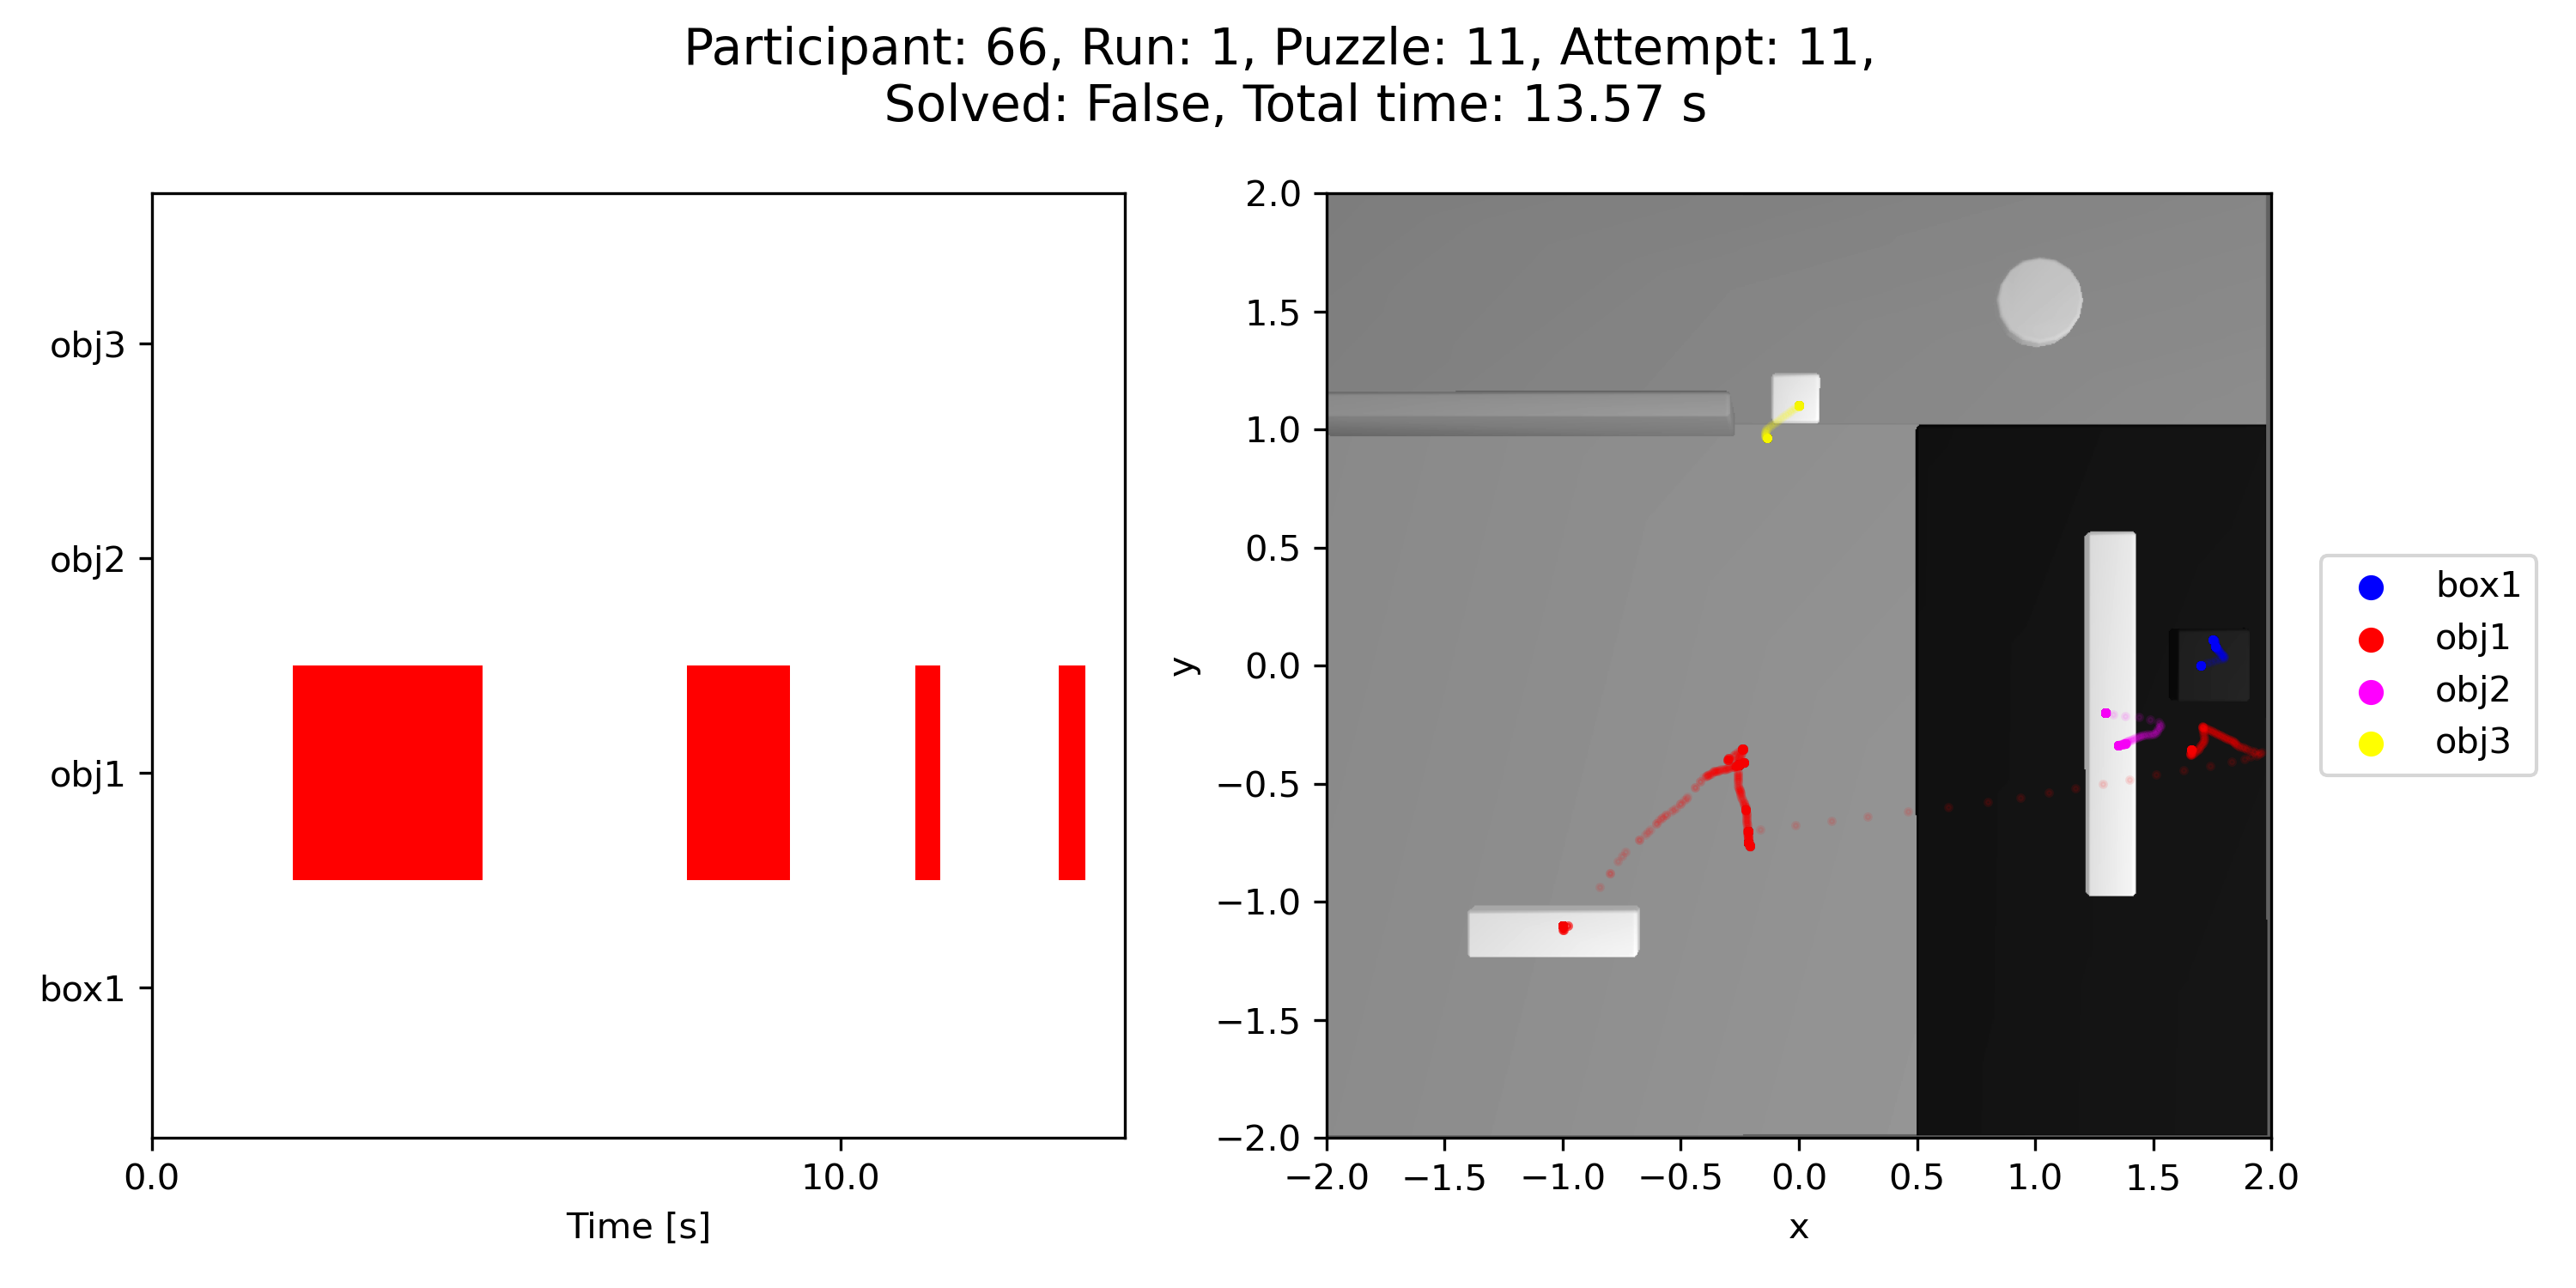 Participant: 66, Run: 1, Puzzle: 11, Attempt: 11,
Solved: False, Total time: 13.57 s
obj3
obj2
obj1
box1
0.0
10.0
Time [s]
2.0
1.5
1.0
0.5
0.0
−0.5
−1.0
−1.5
−2.0
y
−2.0
−1.5
−1.0
−0.5
0.0
0.5
1.0
1.5
2.0
x
box1
obj1
obj2
obj3